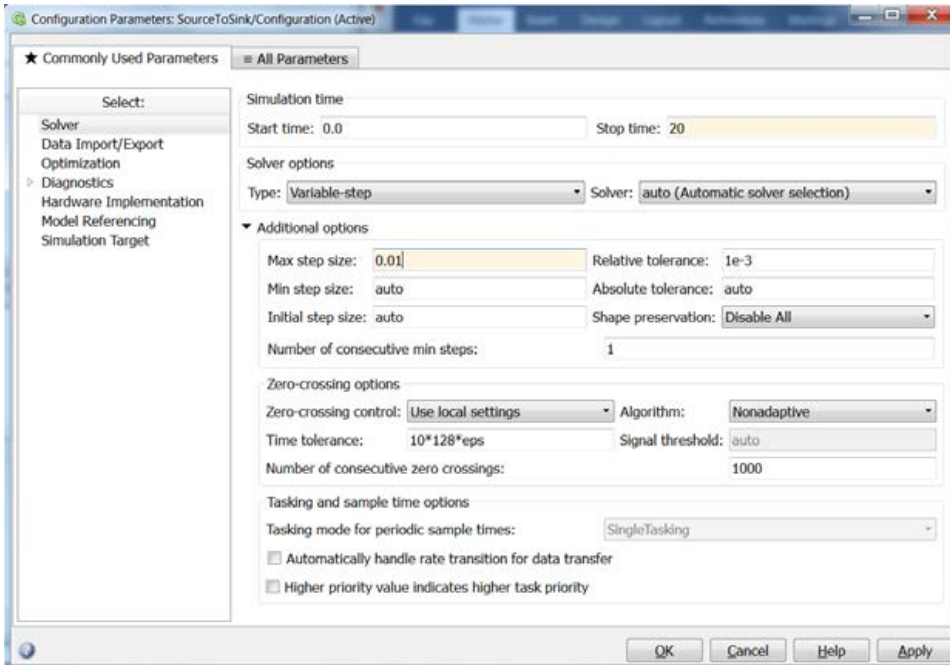 Configuration Parameters: SourceToSink/Configuration (Active)
★ Commonly Used Parameters
≡ All Parameters
Select:
Solver
Data Import/Export
Optimization
Diagnostics
Hardware Implementation
Model Referencing
Simulation Target
Simulation time
Start time: 0.0 Stop time: 20
Solver options
Type: Variable-step Solver: auto (Automatic solver selection)
Additional options
Max step size: 0.01 Relative tolerance: 1e-3
Min step size: auto Absolute tolerance: auto
Initial step size: auto Shape preservation: Disable All
Number of consecutive min steps: 1
Zero-crossing options
Zero-crossing control: Use local settings Algorithm: Nonadaptive
Time tolerance: 10*128*eps Signal threshold: auto
Number of consecutive zero crossings: 1000
Tasking and sample time options
Tasking mode for periodic sample times: SingleTasking
Automatically handle rate transition for data transfer
Higher priority value indicates higher task priority
OK Cancel Help Apply